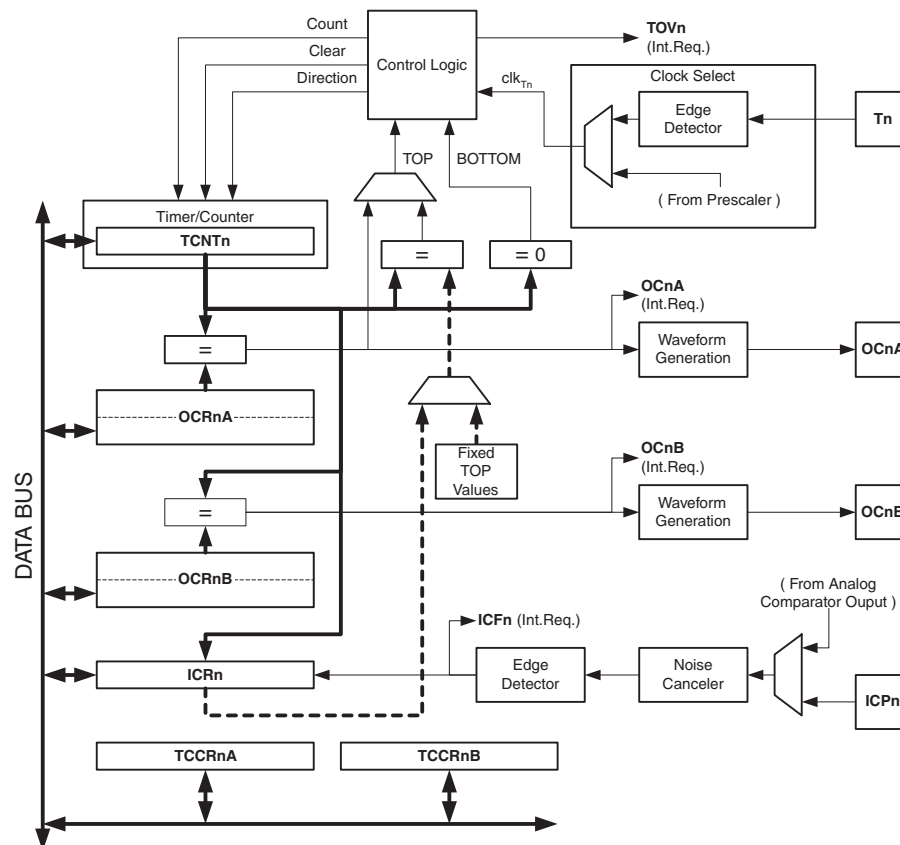 Count
Clear
Direction
Control Logic
TOVn
(Int.Req.)
clkTn
Clock Select
Edge
Detector
Tn
( From Prescaler )
TOP
BOTTOM
Timer/Counter
TCNTn
=
= 0
=
OCnA
(Int.Req.)
Waveform
Generation
OCnA
OCRnA
Fixed
TOP
Values
OCnB
(Int.Req.)
=
Waveform
Generation
OCnB
OCRnB
DATA BUS
( From Analog
Comparator Ouput )
ICFn (Int.Req.)
ICRn
Edge
Detector
Noise
Canceler
ICPn
TCCRnA
TCCRnB